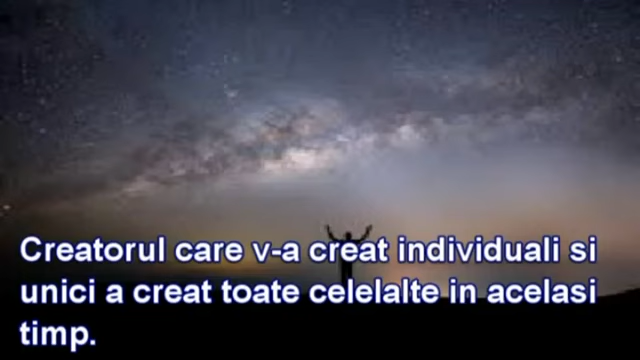 Creatorul care v-a creat individuali si
unici a creat toate celelalte in acelasi
timp.